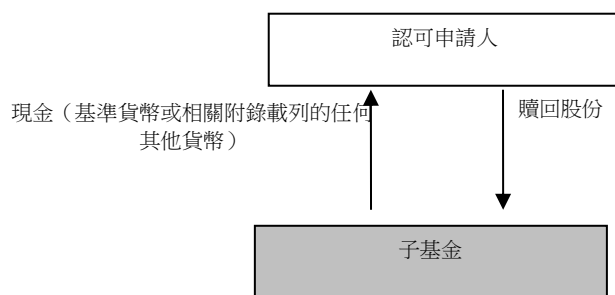 認可申請人
現金（基準貨幣或相關附錄載列的任何
其他貨幣）
贖回股份
子基金